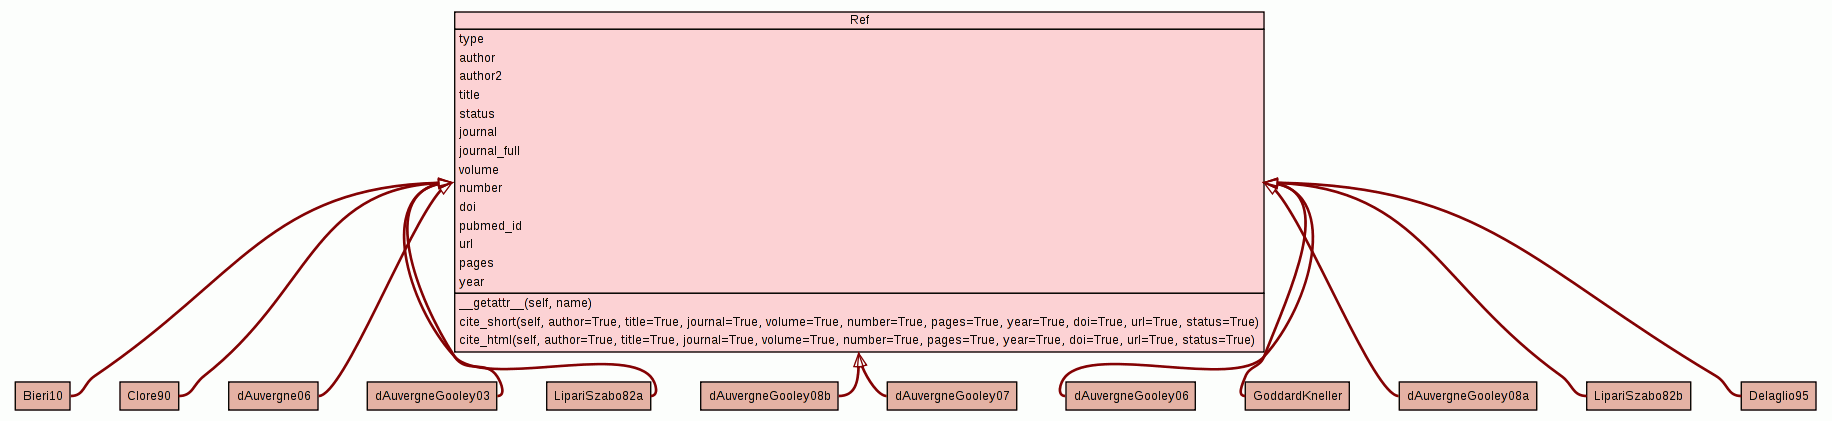 Ref
type
author
author2
title
status
journal
journal_full
volume
number
doi
pubmed_id
url
pages
year
__getattr__(self, name)
cite_short(self, author=True, title=True, journal=True, volume=True, number=True, pages=True, year=True, doi=True, url=True, status=True)
cite_html(self, author=True, title=True, journal=True, volume=True, number=True, pages=True, year=True, doi=True, url=True, status=True)
Bieri10
Clore90
dAuvergne06
dAuvergneGooley03
LipariSzabo82a
dAuvergneGooley08b
dAuvergneGooley07
dAuvergneGooley06
GoddardKneller
dAuvergneGooley08a
LipariSzabo82b
Delaglio95